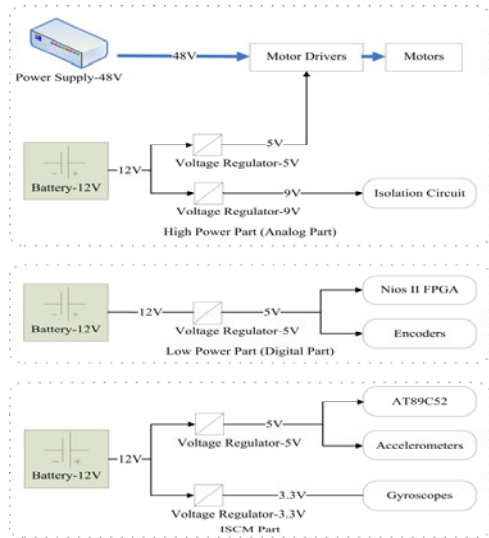 48V
Motor Drivers
Motors
Power Supply-48V
5V
12V
Voltage Regulator-5V
Battery-12V
9V
Isolation Circuit
Voltage Regulator-9V
High Power Part (Analog Part)
Nios II FPGA
12V
5V
Battery-12V
Voltage Regulator-5V
Encoders
Low Power Part (Digital Part)
AT89C52
5V
Voltage Regulator-5V
Accelerometers
12V
Battery-12V
3.3V
Gyroscopes
Voltage Regulator-3.3V
ISCM Part